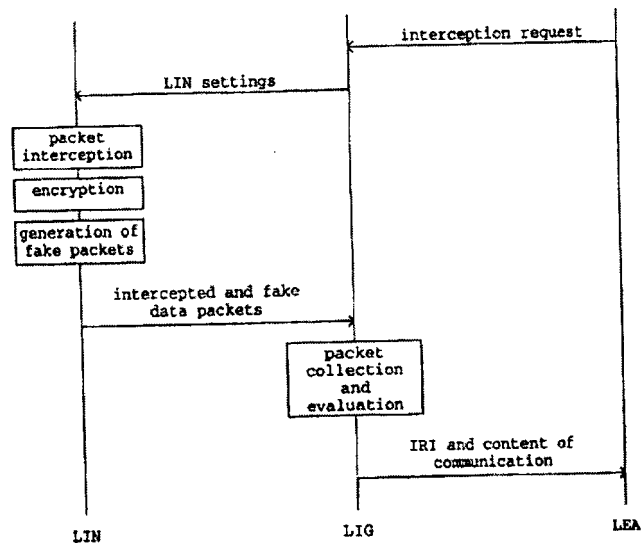 interception request
LIN settings
packet
interception
encryption
generation of
fake packets
intercepted and fake
data packets
packet
collection
and
evaluation
IRI and content of
communication
LIN
LIG
LEA